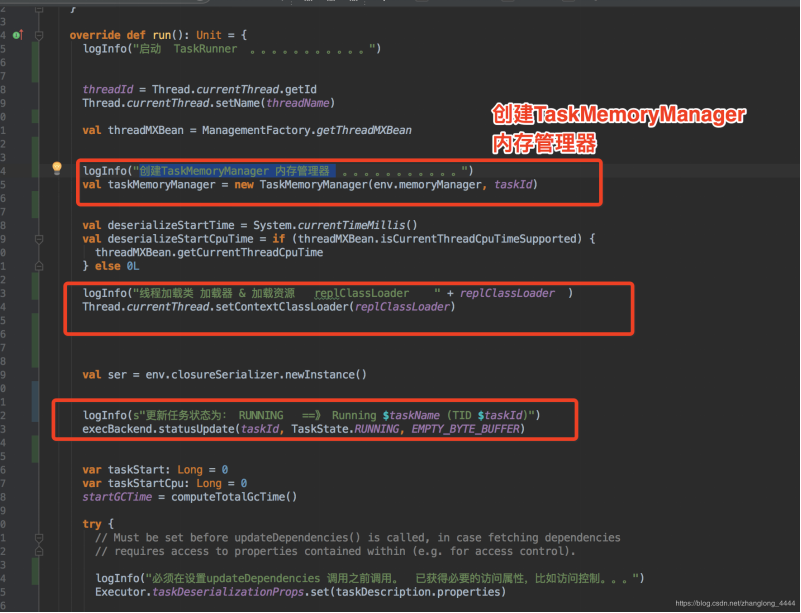 }
override def run(): Unit = {
logInfo("启动 TaskRunner 。。。。。。。。。。。")
threadId = Thread.currentThread.getId
Thread.currentThread.setName(threadName)
创建TaskMemoryManager
内存管理器
val threadMXBean = ManagementFactory.getThreadMXBean
logInfo("创建TaskMemoryManager 内存管理器 。。。。。。。。。。。")
val taskMemoryManager = new TaskMemoryManager(env.memoryManager, taskId)
val deserializeStartTime = System.currentTimeMillis()
val deserializeStartCpuTime = if (threadMXBean.isCurrentThreadCpuTimeSupported) {
threadMXBean.getCurrentThreadCpuTime
} else 0L
logInfo("线程加载类 加载器 & 加载资源 replClassLoader " + replClassLoader )
Thread.currentThread.setContextClassLoader(replClassLoader)
val ser = env.closureSerializer.newInstance()
logInfo(s"更新任务状态为: RUNNING ==》 Running $taskName (TID $taskId)")
execBackend.statusUpdate(taskId, TaskState.RUNNING, EMPTY_BYTE_BUFFER)
var taskStart: Long = 0
var taskStartCpu: Long = 0
startGCTime = computeTotalGcTime()
try {
// Must be set before updateDependencies() is called, in case fetching dependencies
// requires access to properties contained within (e.g. for access control).
logInfo("必须在设置updateDependencies 调用之前调用。 已获得必要的访问属性，比如访问控制。。。")
Executor.taskDeserializationProps.set(taskDescription.properties)
https://blog.csdn.net/zhanglong_4444